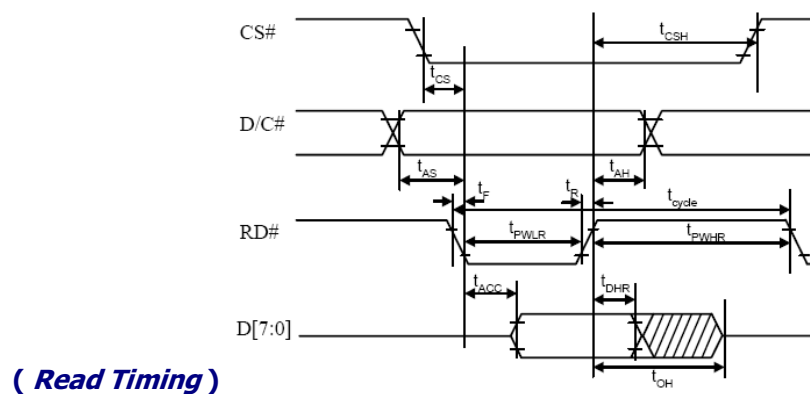 CS#
tCSH
tCS
D/C#
tAS
tAH
tF
tR
tcycle
RD#
tPWLR
tPWHR
tACC
tDHR
D[7:0]
tOH
( Read Timing )